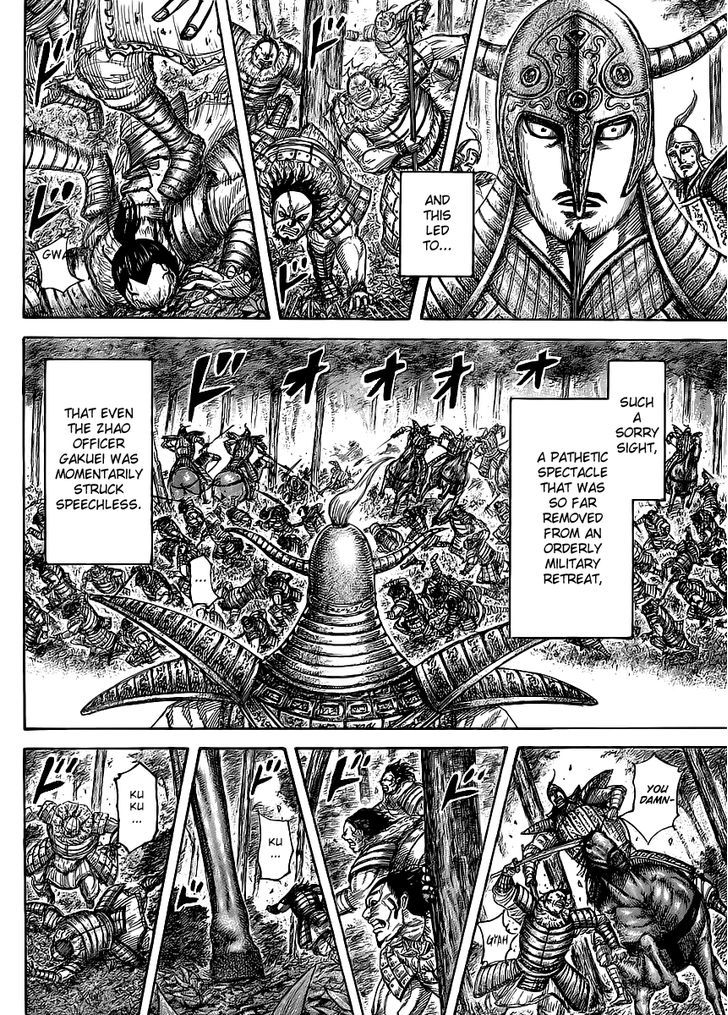 AND
THIS
LED
TO...
ド
ド
ド
ド
GWA
SUCH
A
SORRY
SIGHT,
A PATHETIC
SPECTACLE
THAT WAS
SO FAR
REMOVED
FROM AN
ORDERLY
MILITARY
RETREAT,
ド
オ
オ
オ
オ
THAT EVEN
THE ZHAO
OFFICER
GAKUEI WAS
MOMENTARILY
STRUCK
SPEECHLESS.
...
YOU
DAMN-
GYAH
ド
ド
KU
...
ド
ド
KU
KU
...
ド